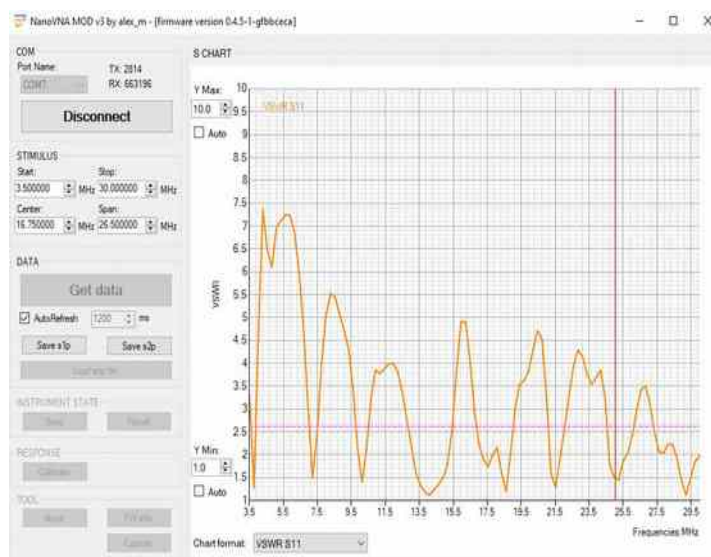 NanoVNA MOD v3 by alex_m - [firmware version 0.4.5-1-gfbbceca]
COM
Port Name: TX: 2814
COM7 RX: 663196
Disconnect
STIMULUS
Start: Stop:
3.500000 MHz 30.000000 MHz
Center: Span:
16.750000 MHz 26.500000 MHz
DATA
Get data
AutoRefresh 1200 ms
Save s1p Save s2p
INSTRUMENT STATE
RESPONSE
Calibrate
TOOL
S CHART
Y Max:
10.0
Auto
VSWR S11
10
9.5
9
8.5
8
7.5
7
6.5
6
5.5
5
4.5
4
3.5
3
2.5
2
1.5
1
VSWR
Y Min:
1.0
Auto
3.5 5.5 7.5 9.5 11.5 13.5 15.5 17.5 19.5 21.5 23.5 25.5 27.5 29.5
Frequencies MHz
Chart format: VSWR S11